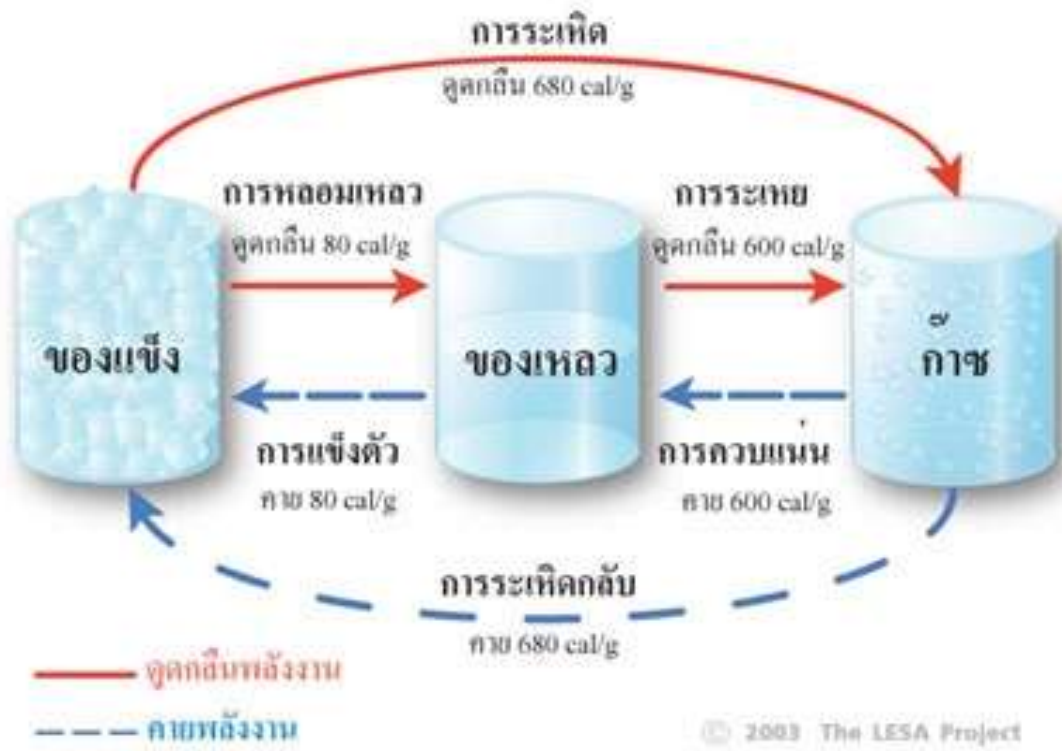 การระเหิด
ดูดกลืน 680 cal/g
การหลอมเหลว
ดูดกลืน 80 cal/g
การระเหย
ดูดกลืน 600 cal/g
ของแข็ง
ของเหลว
ก๊าซ
การแข็งตัว
คาย 80 cal/g
การควบแน่น
คาย 600 cal/g
การระเหิดกลับ
คาย 680 cal/g
ดูดกลืนพลังงาน
คายพลังงาน
© 2003 The LESA Project